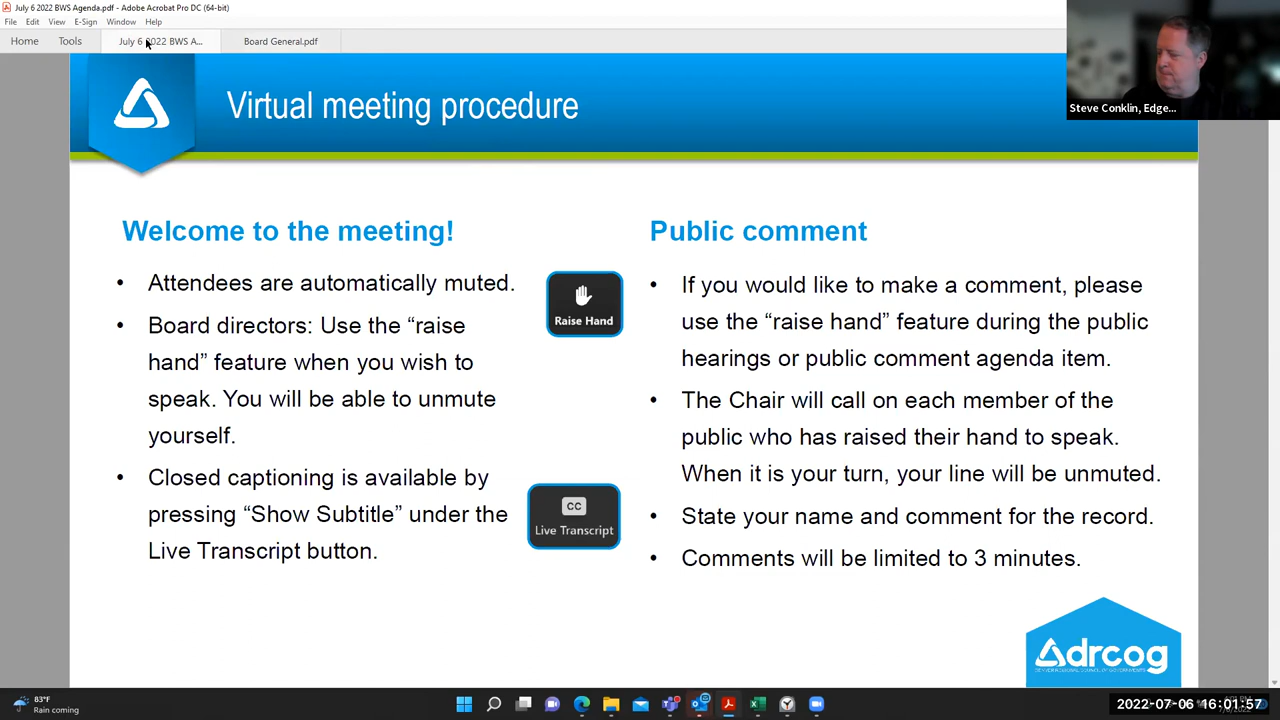 July 6 2022 BWS Agenda.pdf - Adobe Acrobat Pro DC (64-bit)
File Edit View E-Sign Window Help
Home Tools July 6 2022 BWS A... Board General.pdf
Steve Conklin, Edge...
Virtual meeting procedure
Welcome to the meeting!
• Attendees are automatically muted.
• Board directors: Use the “raise
hand” feature when you wish to
speak. You will be able to unmute
yourself.
• Closed captioning is available by
pressing “Show Subtitle” under the
Live Transcript button.
Raise Hand
CC
Live Transcript
Public comment
• If you would like to make a comment, please
use the “raise hand” feature during the public
hearings or public comment agenda item.
• The Chair will call on each member of the
public who has raised their hand to speak.
When it is your turn, your line will be unmuted.
• State your name and comment for the record.
• Comments will be limited to 3 minutes.
drcog
DENVER REGIONAL COUNCIL OF GOVERNMENTS
83°F
Rain coming
2022-07-06 16:01:57